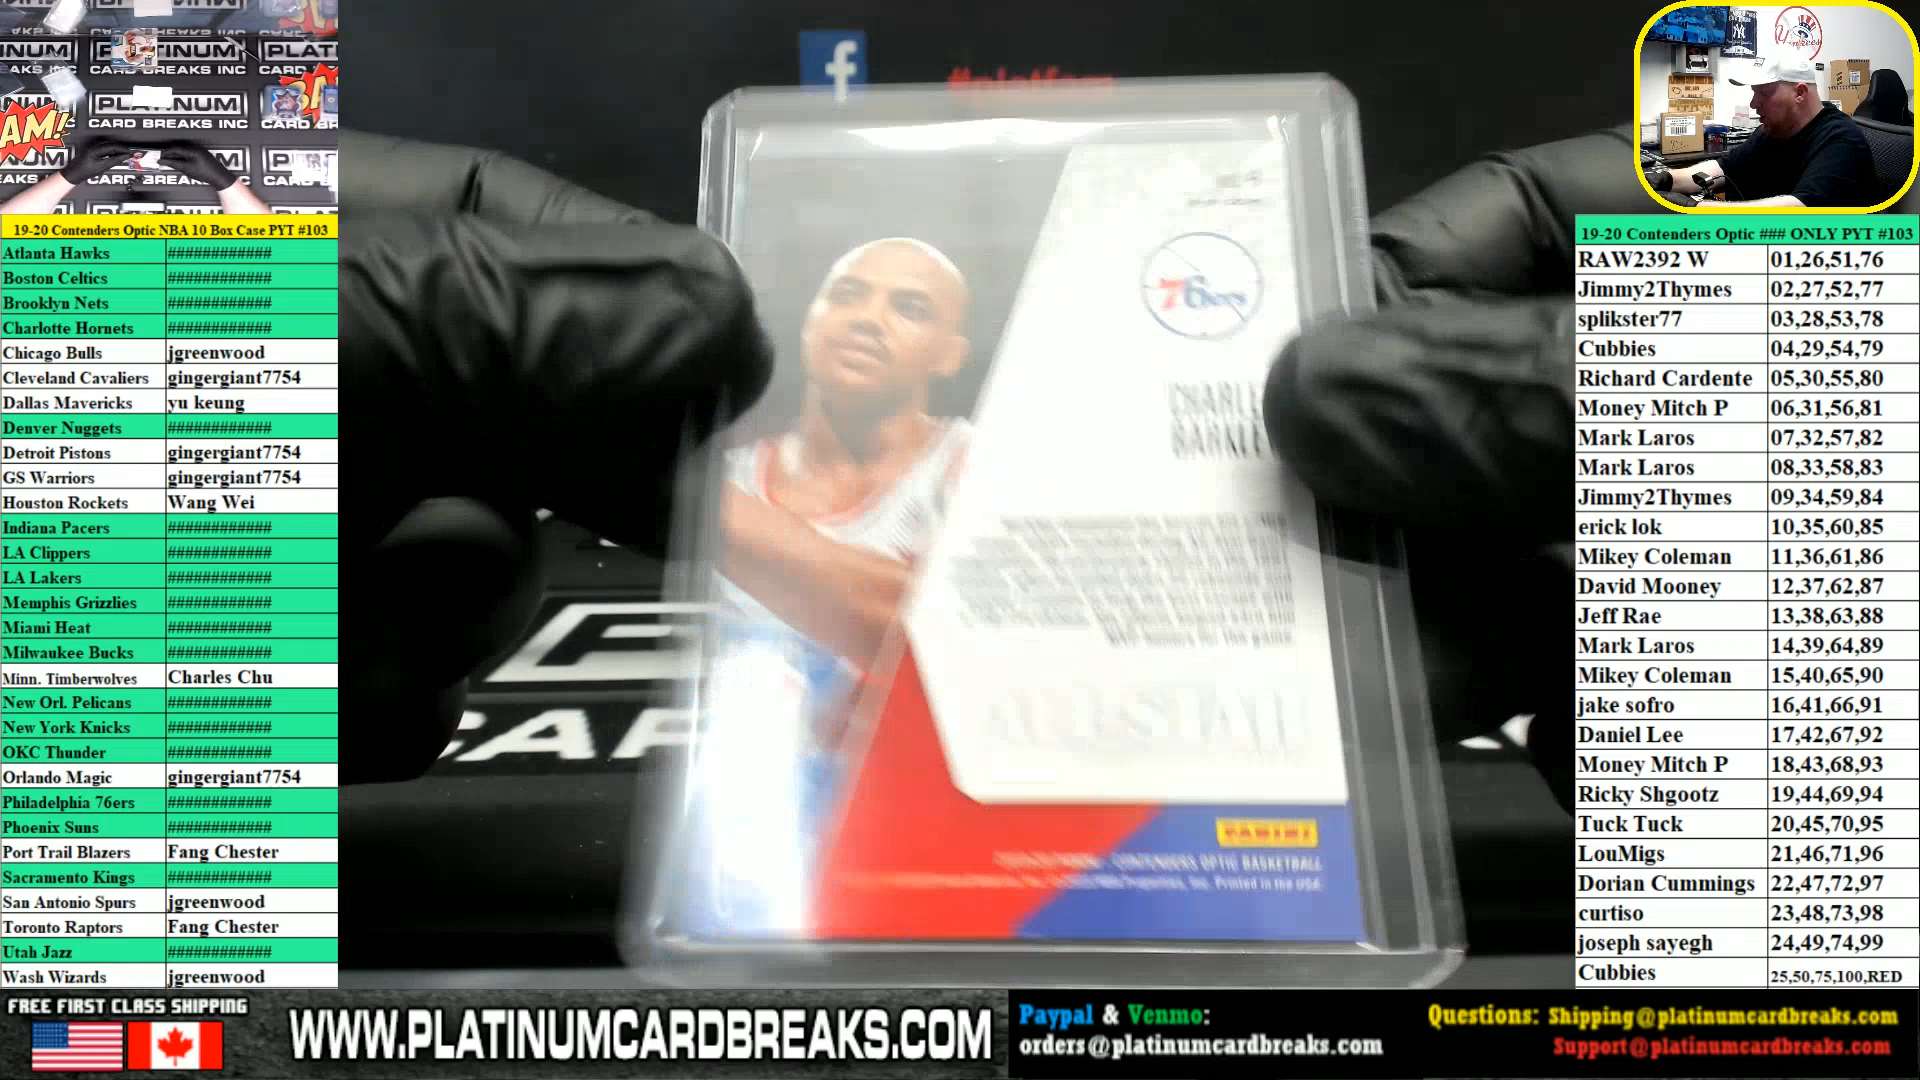 PLATINUM
CARD BREAKS INC
AM!
19-20 Contenders Optic NBA 10 Box Case PYT #103
Atlanta Hawks ############
Boston Celtics ############
Brooklyn Nets ############
Charlotte Hornets ############
Chicago Bulls jgreenwood
Cleveland Cavaliers gingergiant7754
Dallas Mavericks yu keung
Denver Nuggets ############
Detroit Pistons gingergiant7754
GS Warriors gingergiant7754
Houston Rockets Wang Wei
Indiana Pacers ############
LA Clippers ############
LA Lakers ############
Memphis Grizzlies ############
Miami Heat ############
Milwaukee Bucks ############
Minn. Timberwolves Charles Chu
New Orl. Pelicans ############
New York Knicks ############
OKC Thunder ############
Orlando Magic gingergiant7754
Philadelphia 76ers ############
Phoenix Suns ############
Port Trail Blazers Fang Chester
Sacramento Kings ############
San Antonio Spurs jgreenwood
Toronto Raptors Fang Chester
Utah Jazz ############
Wash Wizards jgreenwood
f
76ers
CHARLE
BARKLE
PANINI
CONTENDERS OPTIC BASKETBALL
Printed in the USA
Yankees
19-20 Contenders Optic ### ONLY PYT #103
RAW2392 W 01,26,51,76
Jimmy2Thymes 02,27,52,77
splikster77 03,28,53,78
Cubbies 04,29,54,79
Richard Cardente 05,30,55,80
Money Mitch P 06,31,56,81
Mark Laros 07,32,57,82
Mark Laros 08,33,58,83
Jimmy2Thymes 09,34,59,84
erick lok 10,35,60,85
Mikey Coleman 11,36,61,86
David Mooney 12,37,62,87
Jeff Rae 13,38,63,88
Mark Laros 14,39,64,89
Mikey Coleman 15,40,65,90
jake sofro 16,41,66,91
Daniel Lee 17,42,67,92
Money Mitch P 18,43,68,93
Ricky Shgootz 19,44,69,94
Tuck Tuck 20,45,70,95
LouMigs 21,46,71,96
Dorian Cummings 22,47,72,97
curtiso 23,48,73,98
joseph sayegh 24,49,74,99
Cubbies 25,50,75,100,RED
FREE FIRST CLASS SHIPPING
WWW.PLATINUMCARDBREAKS.COM
Paypal & Venmo:
orders@platinumcardbreaks.com
Questions: Shipping@platinumcardbreaks.com
Support@platinumcardbreaks.com